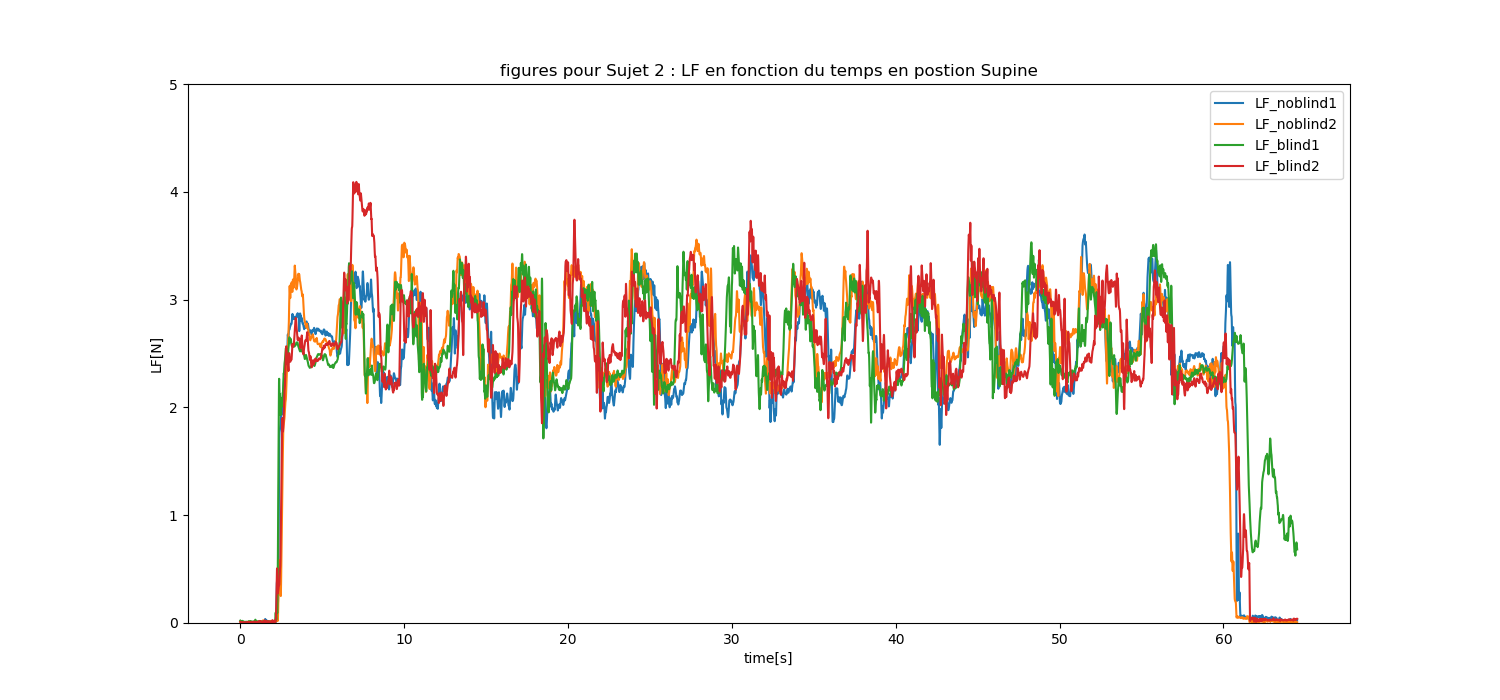 figures pour Sujet 2 : LF en fonction du temps en postion Supine
LF[N]
5
4
3
2
1
0
LF_noblind1
LF_noblind2
LF_blind1
LF_blind2
0 10 20 30 40 50 60
time[s]